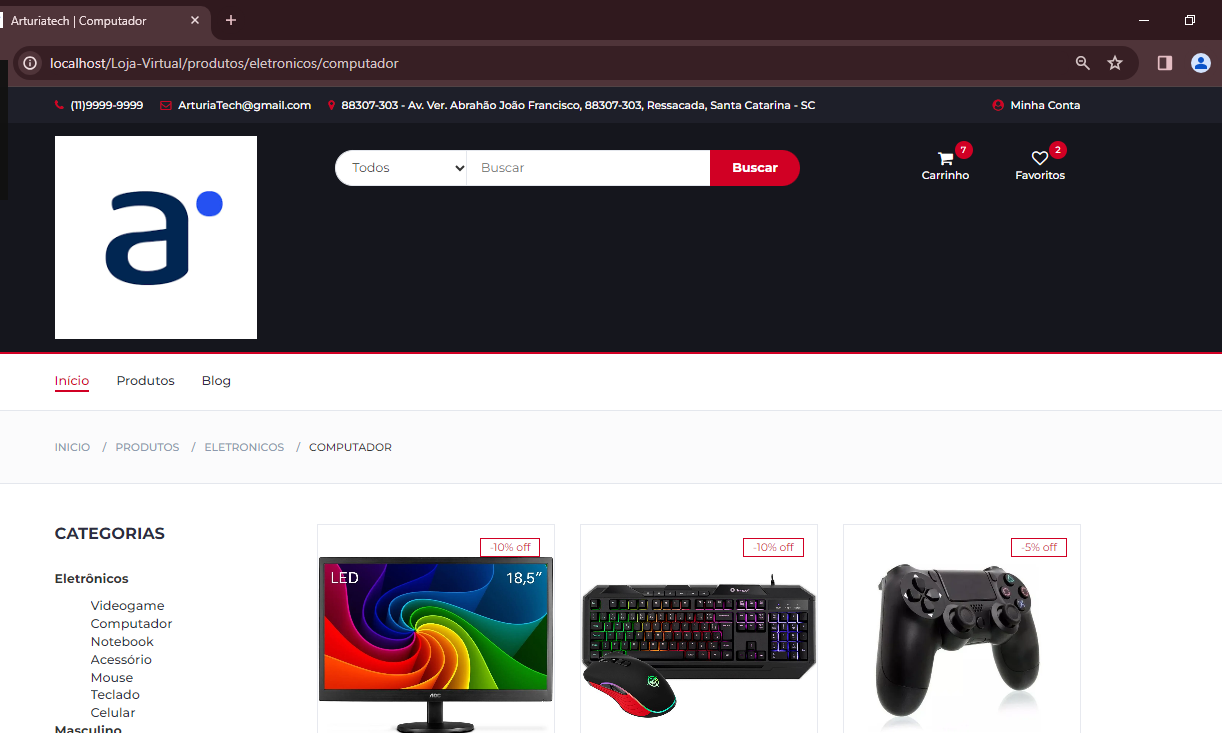 Arturiatech | Computador
localhost/Loja-Virtual/produtos/eletronicos/computador
(11)9999-9999 ArturiaTech@gmail.com 88307-303 - Av. Ver. Abrahão João Francisco, 88307-303, Ressacada, Santa Catarina - SC Minha Conta
a
Todos Buscar Buscar
7 2
Carrinho Favoritos
Início Produtos Blog
INICIO / PRODUTOS / ELETRONICOS / COMPUTADOR
CATEGORIAS
Eletrônicos
Videogame
Computador
Notebook
Acessório
Mouse
Teclado
Celular
Masculino
-10% off
LED 18,5”
AOC
-10% off
-5% off